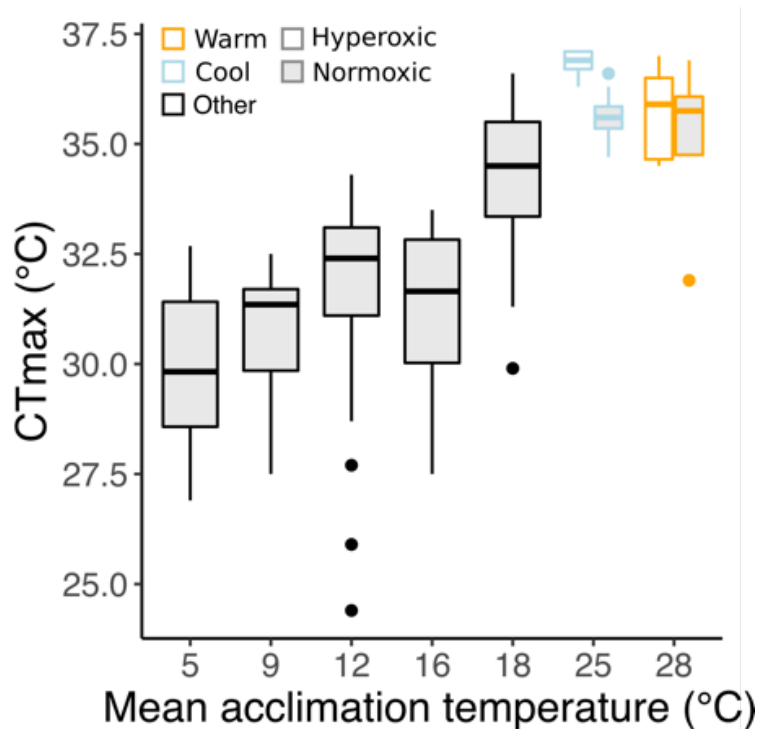 37.5
35.0
32.5
30.0
27.5
25.0
CTmax (°C)
Warm
Hyperoxic
Cool
Normoxic
Other
5 9 12 16 18 25 28
Mean acclimation temperature (°C)